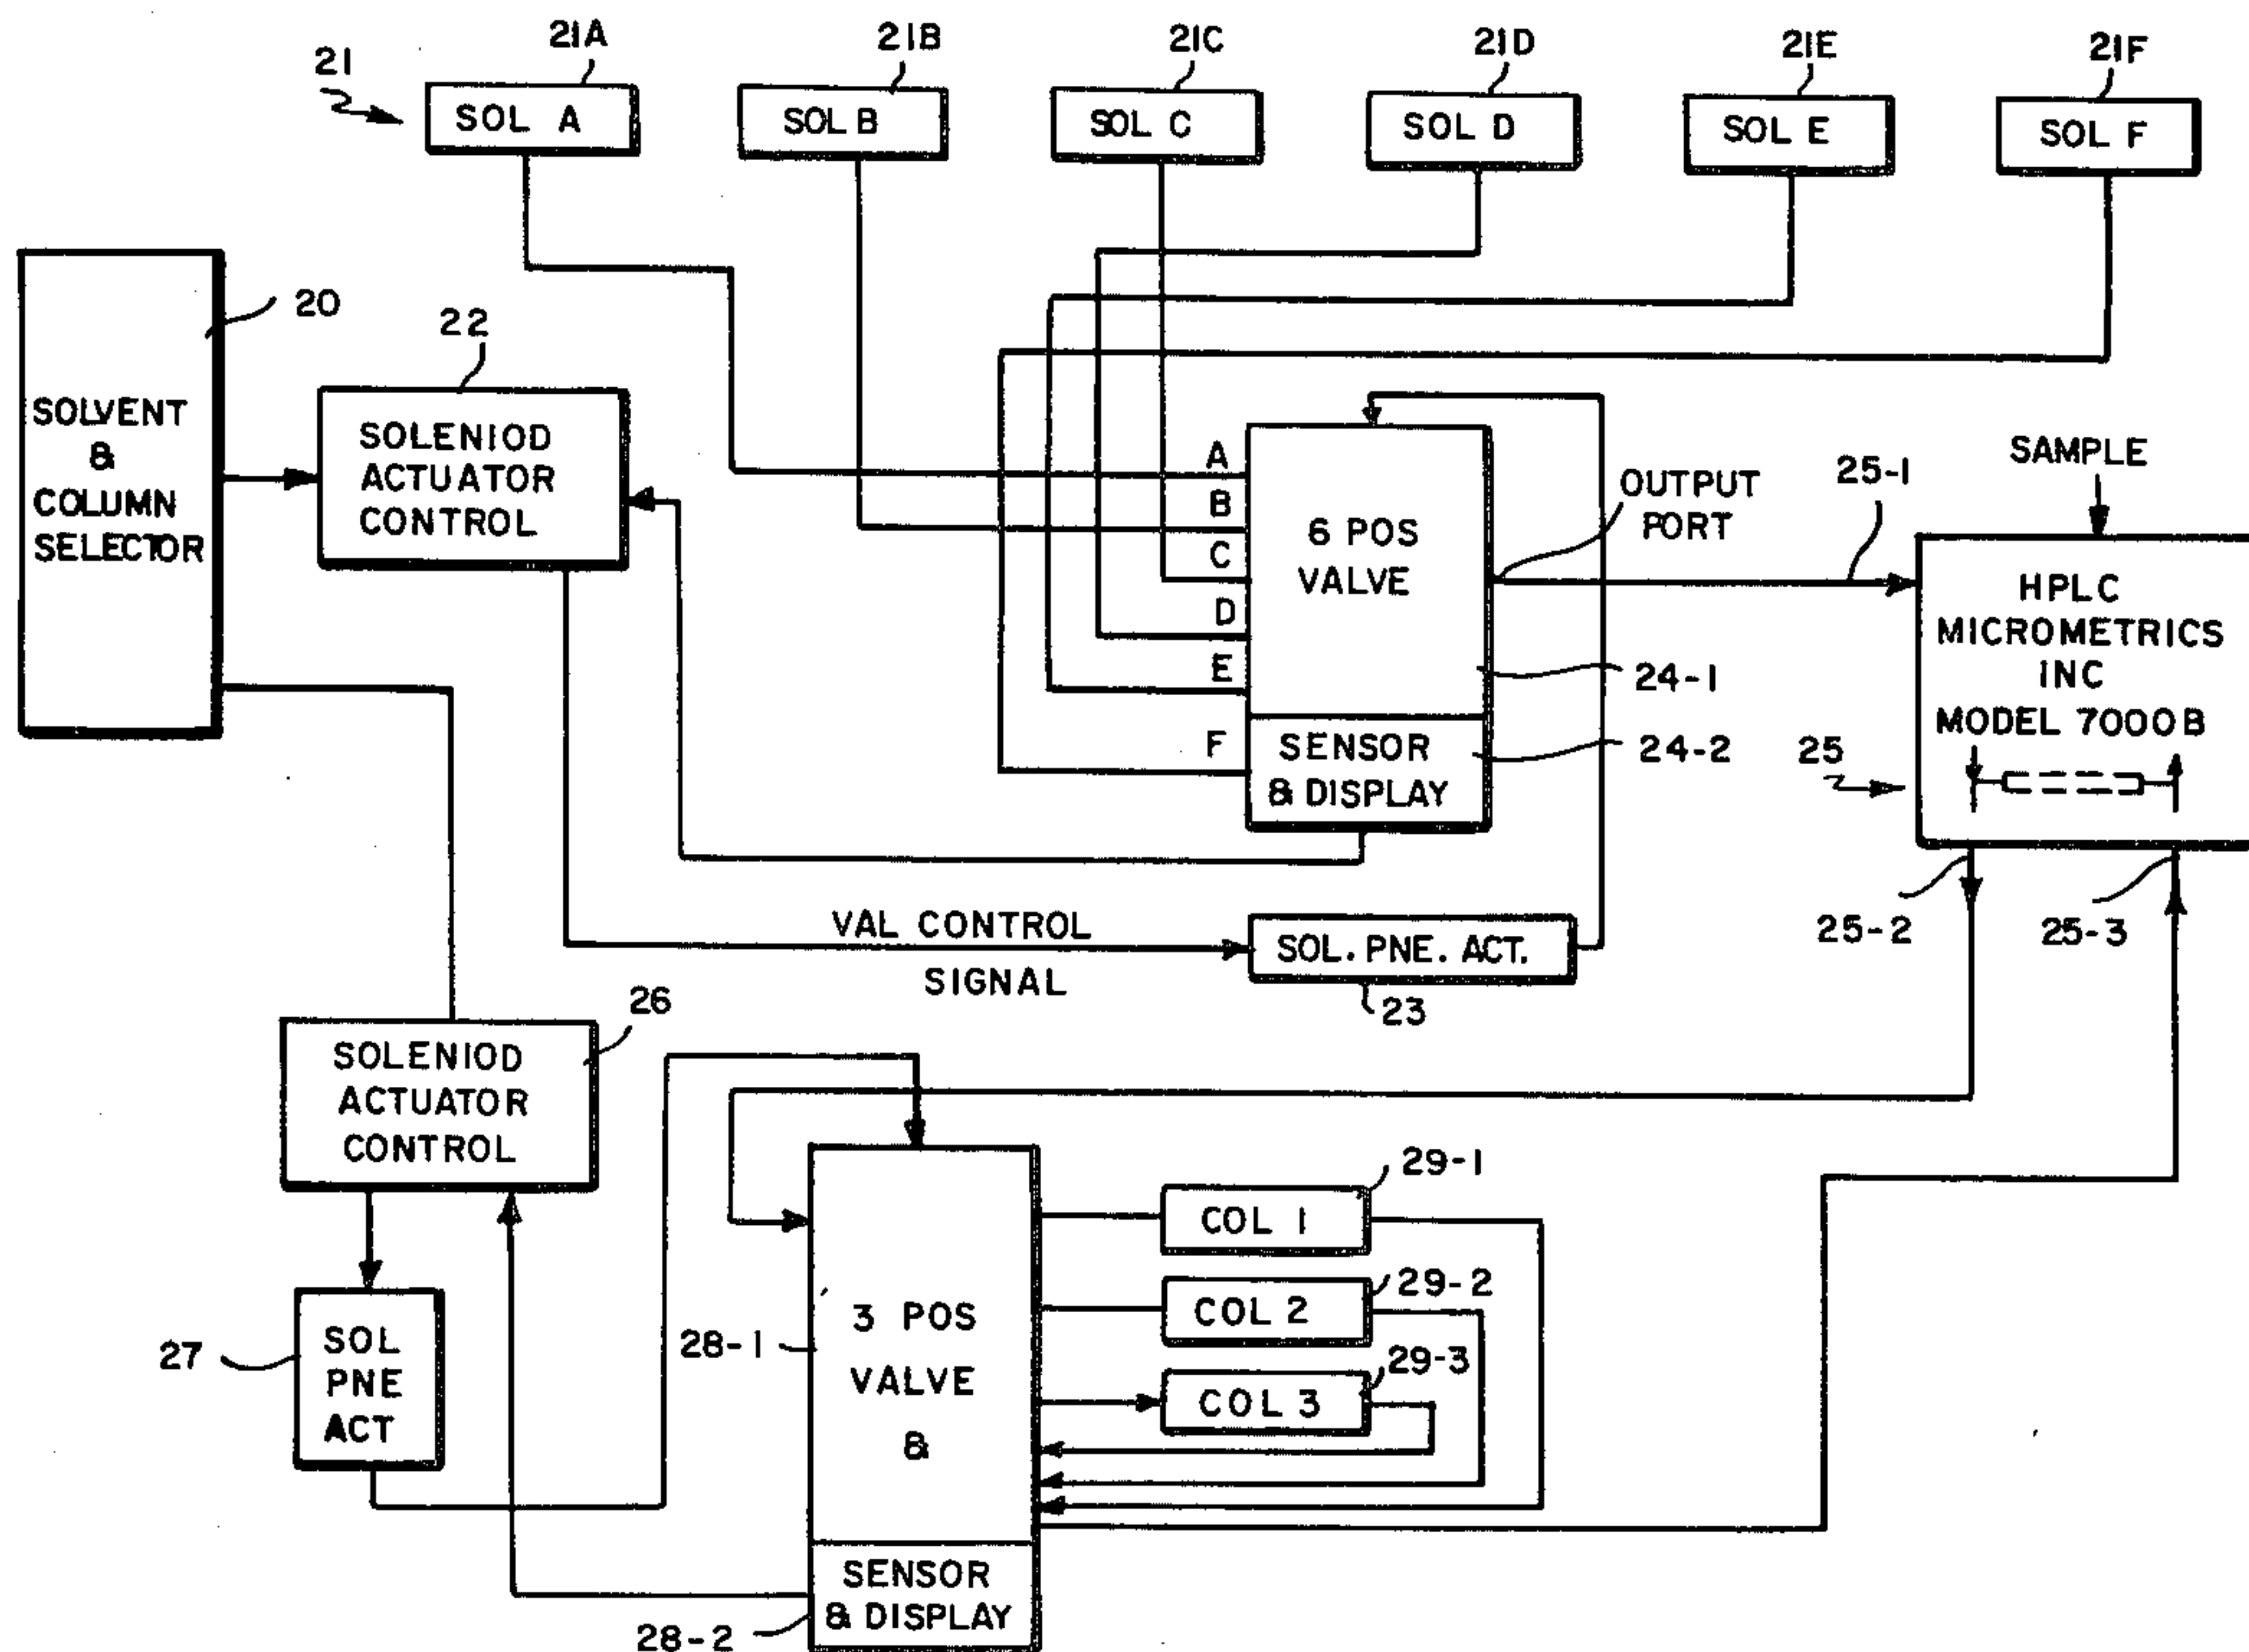 21
21A
21B
21C
21D
21E
21F
SOL A
SOL B
SOL C
SOL D
SOL E
SOL F
20
SOLVENT
&
COLUMN
SELECTOR
22
SOLENIOD
ACTUATOR
CONTROL
A
B
C
D
E
F
6 POS
VALVE
SENSOR
& DISPLAY
24-1
24-2
OUTPUT
PORT
25-1
SAMPLE
HPLC
MICROMETRICS
INC
MODEL 7000B
25
25-2
25-3
VAL CONTROL
SIGNAL
SOL. PNE. ACT.
23
26
SOLENIOD
ACTUATOR
CONTROL
27
SOL
PNE
ACT
28-1
3 POS
VALVE
&
SENSOR
& DISPLAY
28-2
29-1
COL 1
29-2
COL 2
29-3
COL 3